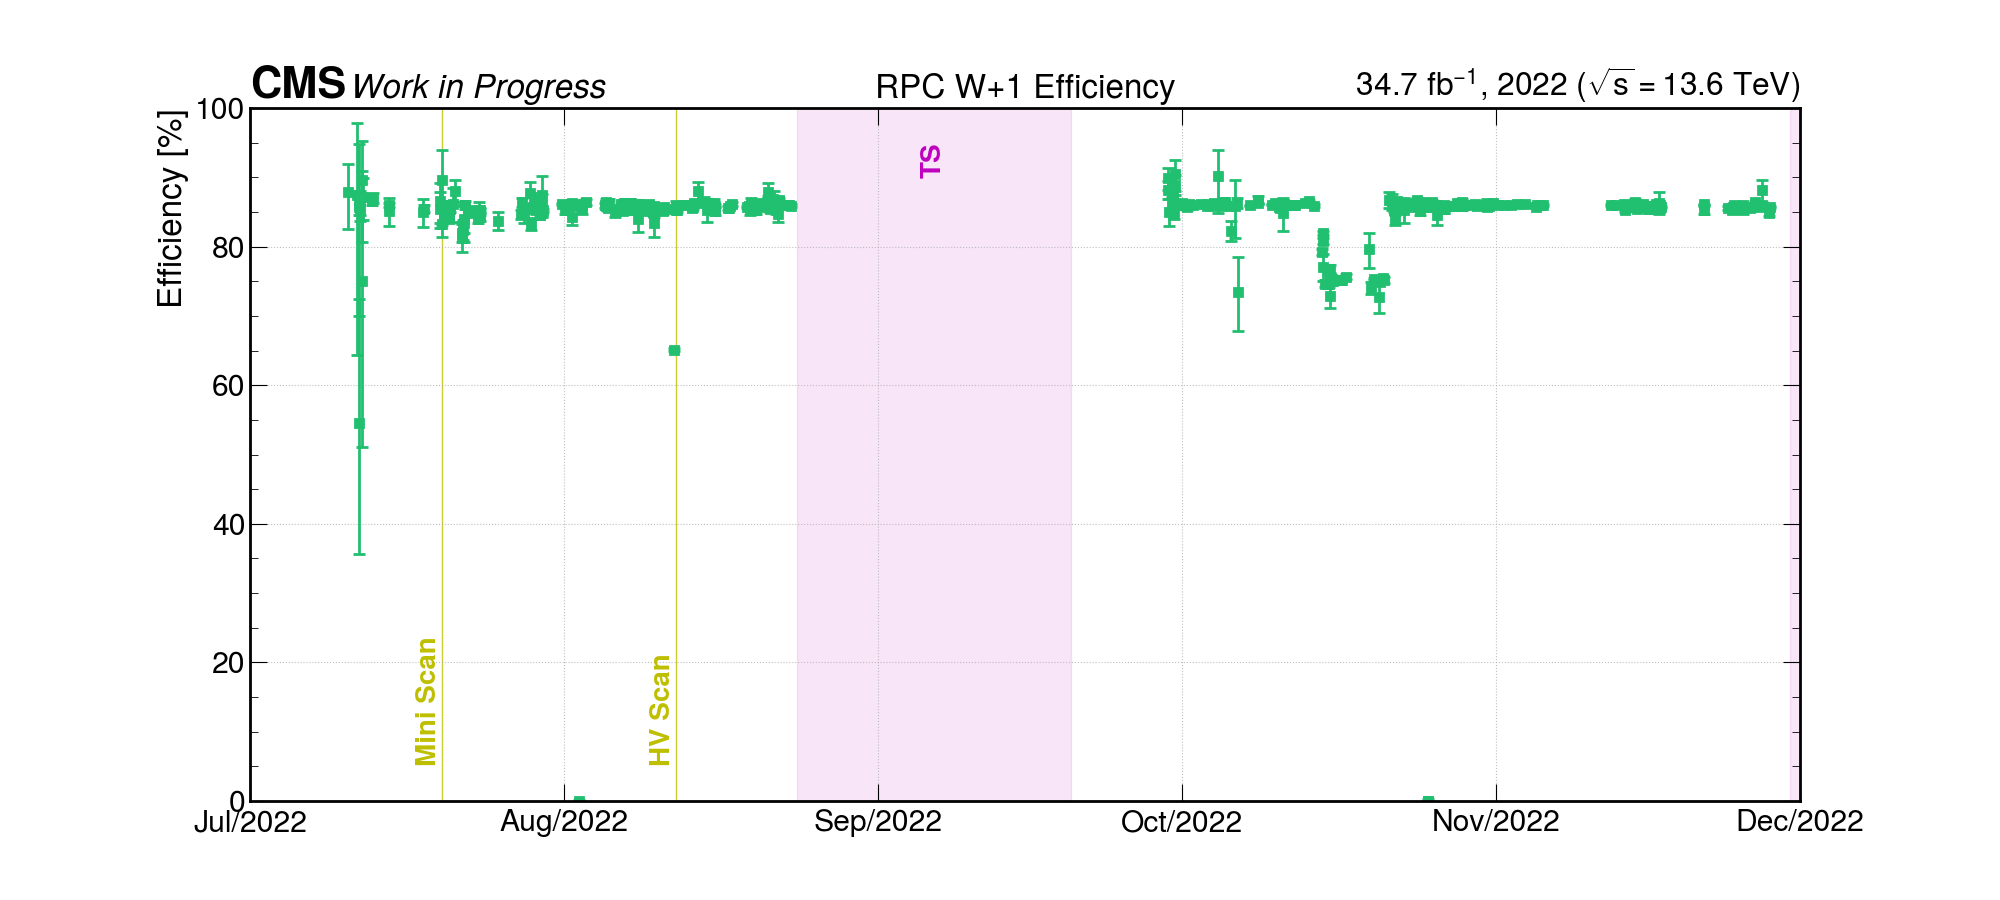 CMS Work in Progress RPC W+1 Efficiency 34.7 fb⁻¹, 2022 (√s = 13.6 TeV)
Efficiency [%]
100
80
60
40
20
0
TS
Mini Scan
HV Scan
Jul/2022 Aug/2022 Sep/2022 Oct/2022 Nov/2022 Dec/2022